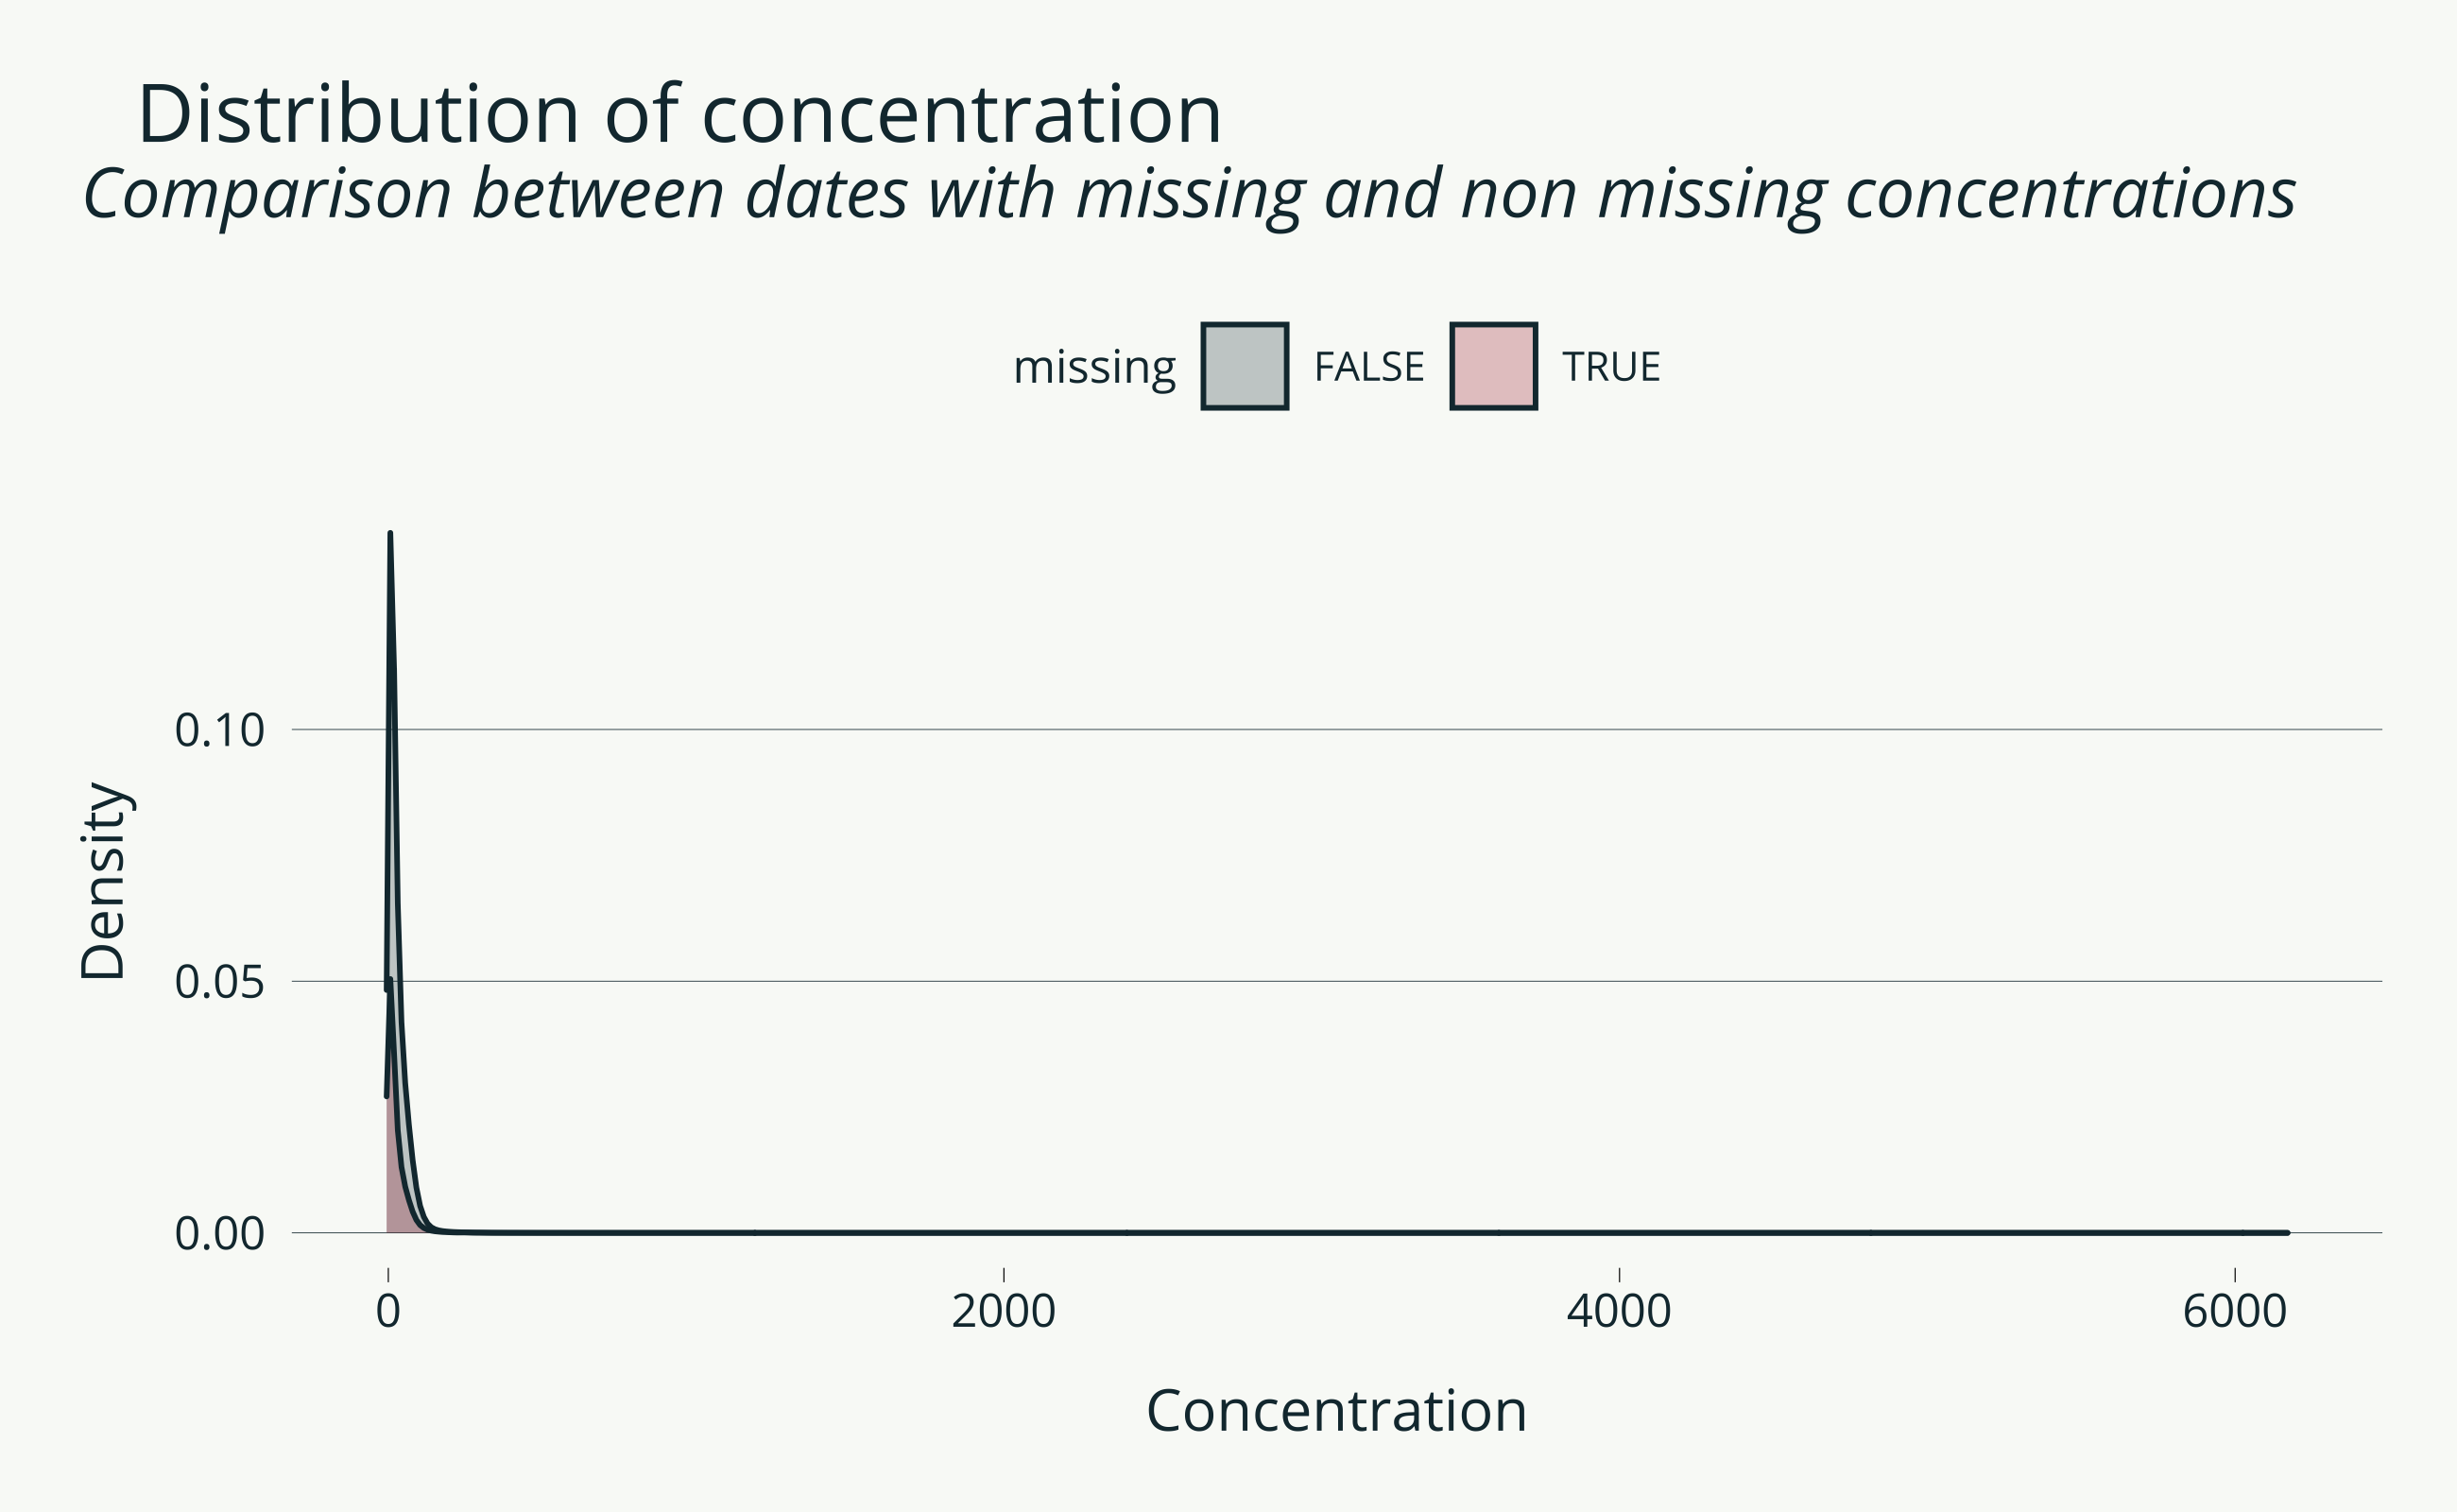 Distribution of concentration
Comparison between dates with missing and non missing concentrations
missing FALSE TRUE
0.10
0.05
0.00
Density
0 2000 4000 6000
Concentration